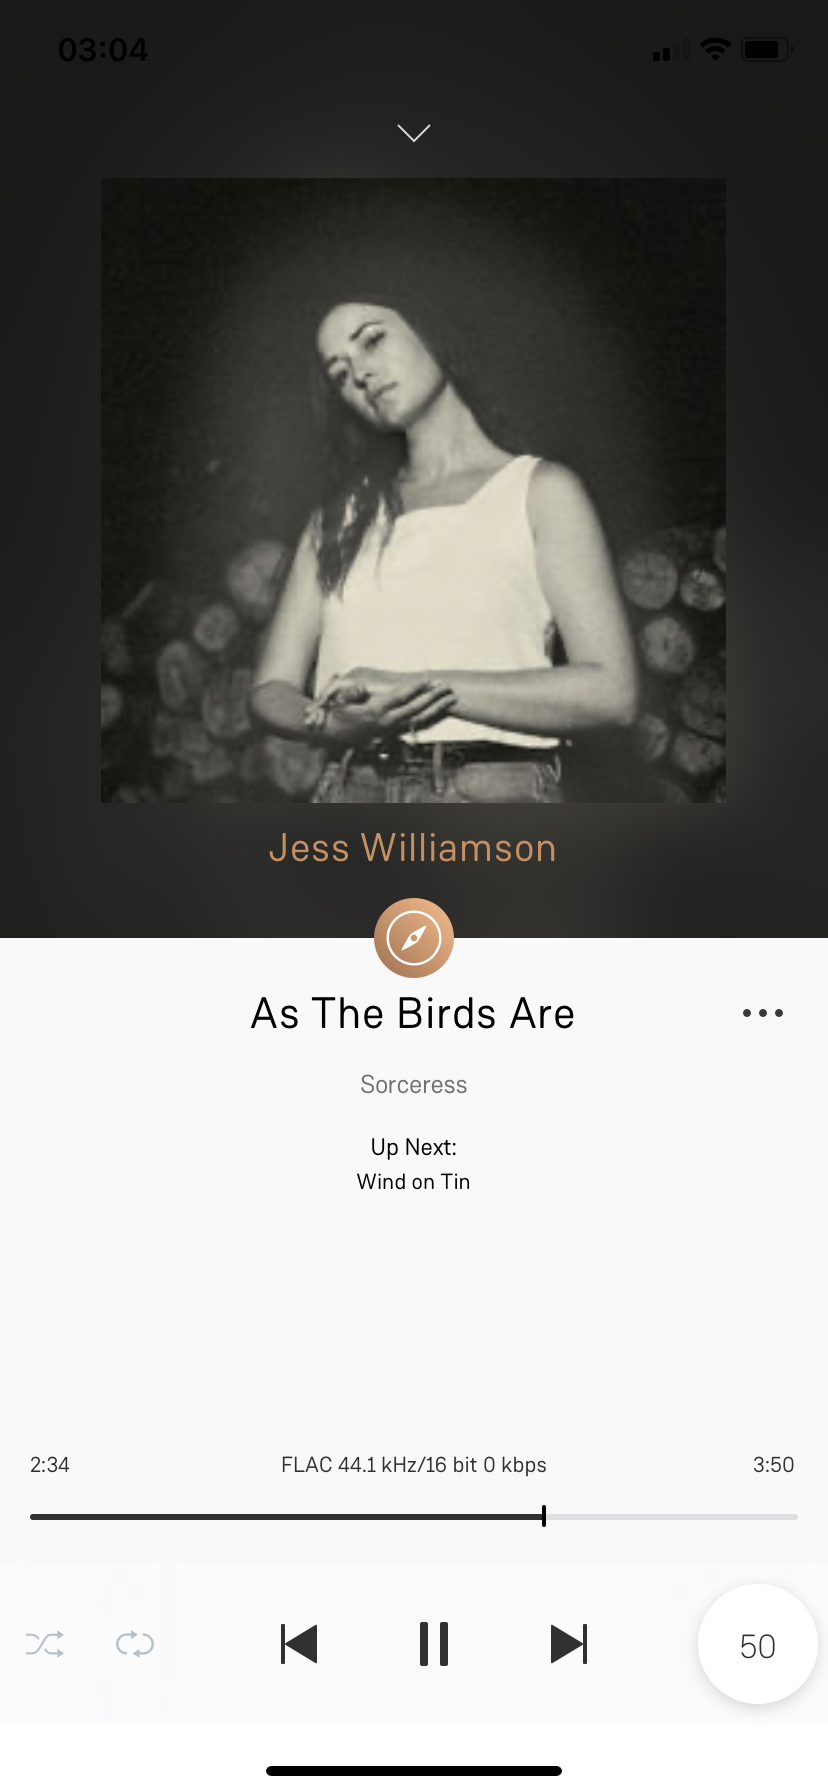 03:04
Jess Williamson
As The Birds Are
Sorceress
Up Next:
Wind on Tin
2:34 FLAC 44.1 kHz/16 bit 0 kbps 3:50
50